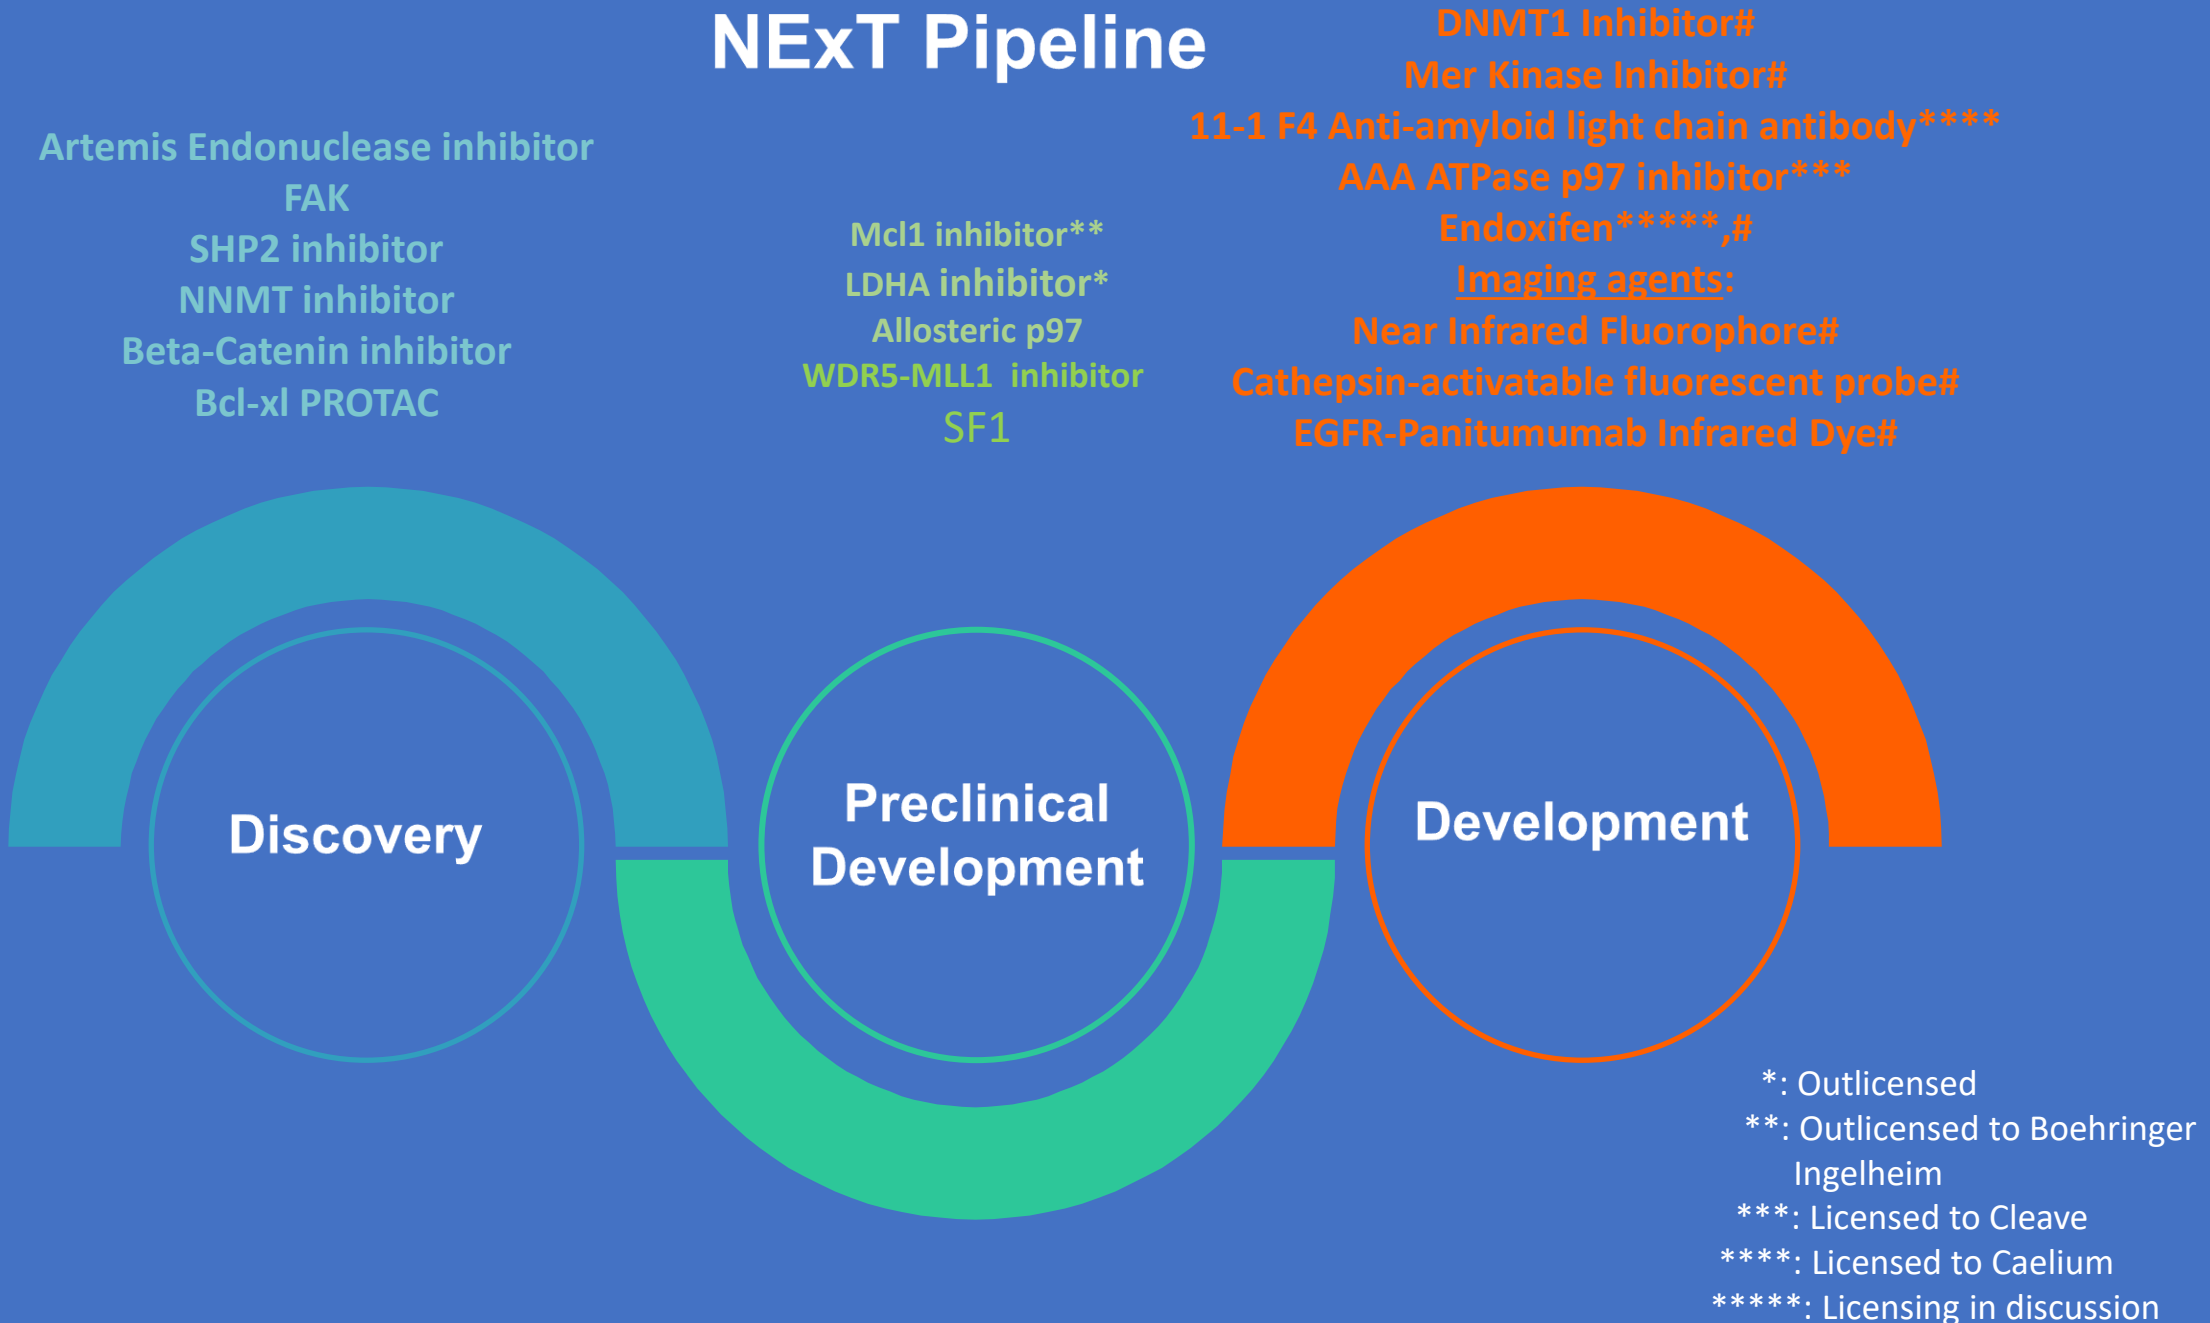 NExT Pipeline
Artemis Endonuclease inhibitor
FAK
SHP2 inhibitor
NNMT inhibitor
Beta-Catenin inhibitor
Bcl-xl PROTAC
Mcl1 inhibitor**
LDHA inhibitor*
Allosteric p97
WDR5-MLL1 inhibitor
SF1
DNMT1 Inhibitor#
Mer Kinase Inhibitor#
11-1 F4 Anti-amyloid light chain antibody****
AAA ATPase p97 inhibitor***
Endoxifen*****,#
Imaging agents:
Near Infrared Fluorophore#
Cathepsin-activatable fluorescent probe#
EGFR-Panitumumab Infrared Dye#
Discovery
Preclinical
Development
Development
*: Outlicensed
**: Outlicensed to Boehringer
Ingelheim
***: Licensed to Cleave
****: Licensed to Caelium
*****: Licensing in discussion